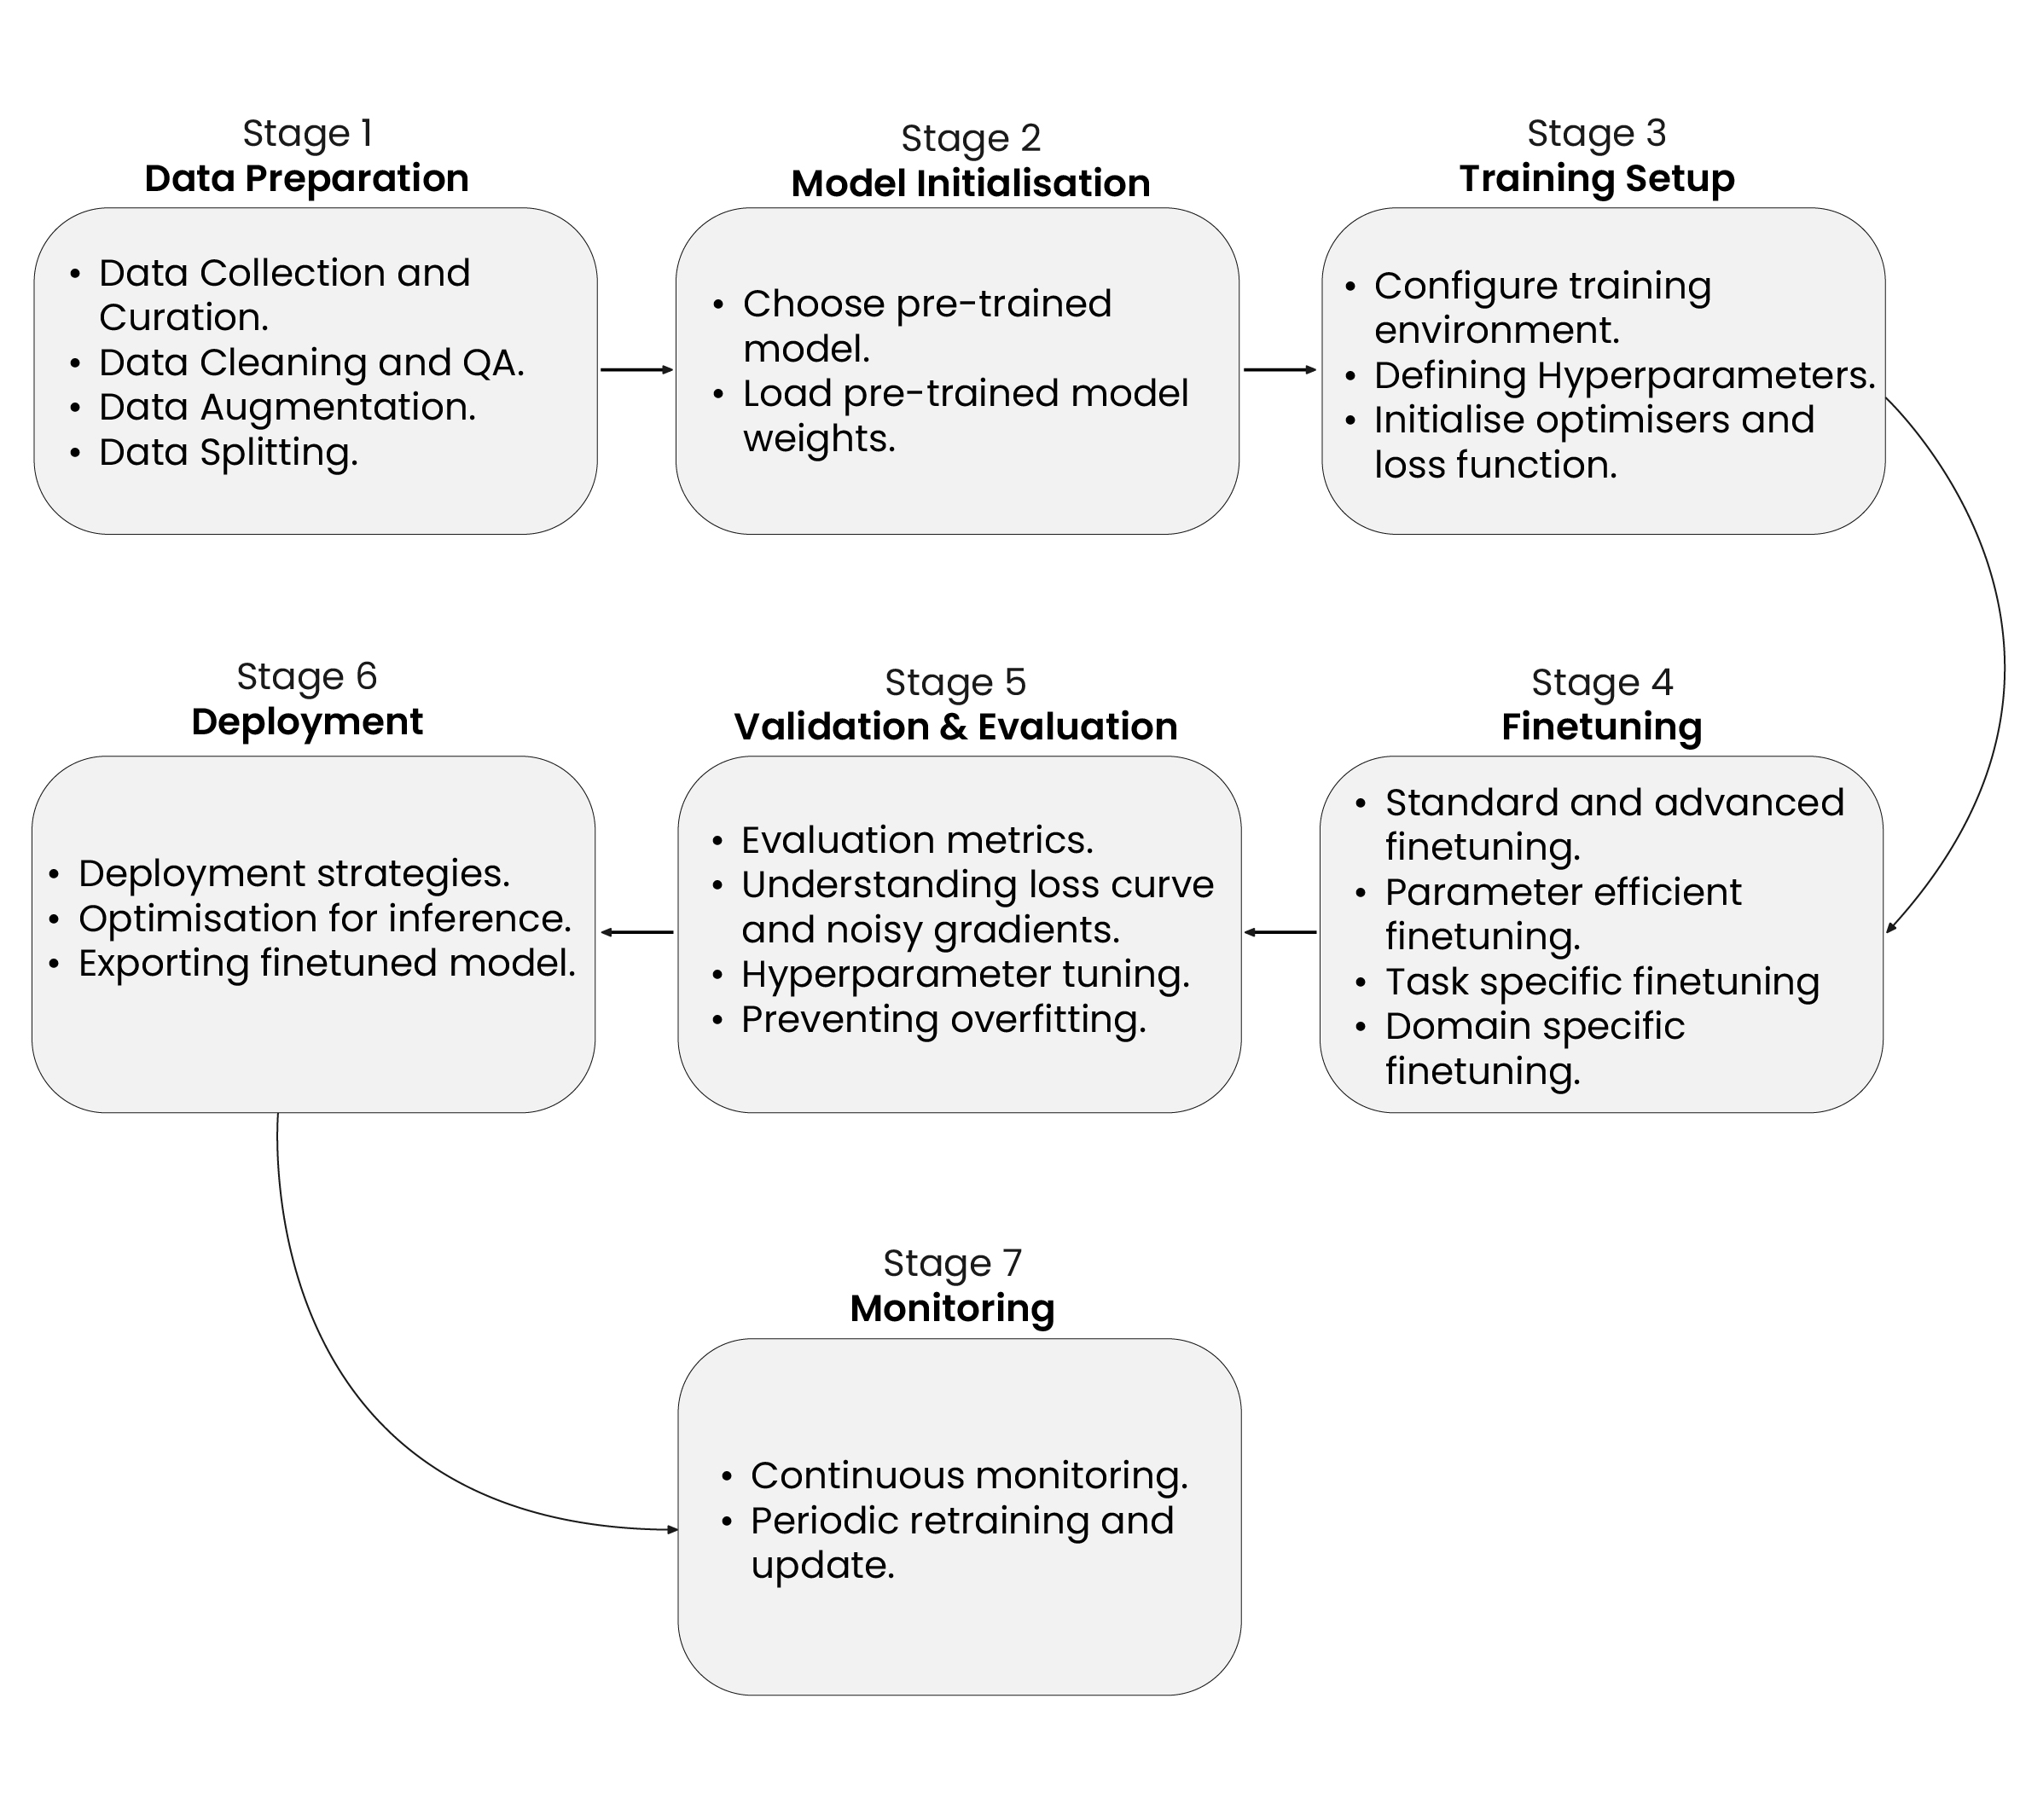 Stage 1
Data Preparation
• Data Collection and
Curation.
• Data Cleaning and QA.
• Data Augmentation.
• Data Splitting.
Stage 2
Model Initialisation
• Choose pre-trained
model.
• Load pre-trained model
weights.
Stage 3
Training Setup
• Configure training
environment.
• Defining Hyperparameters.
• Initialise optimisers and
loss function.
Stage 4
Finetuning
• Standard and advanced
finetuning.
• Parameter efficient
finetuning.
• Task specific finetuning
• Domain specific
finetuning.
Stage 5
Validation & Evaluation
• Evaluation metrics.
• Understanding loss curve
and noisy gradients.
• Hyperparameter tuning.
• Preventing overfitting.
Stage 6
Deployment
• Deployment strategies.
• Optimisation for inference.
• Exporting finetuned model.
Stage 7
Monitoring
• Continuous monitoring.
• Periodic retraining and
update.